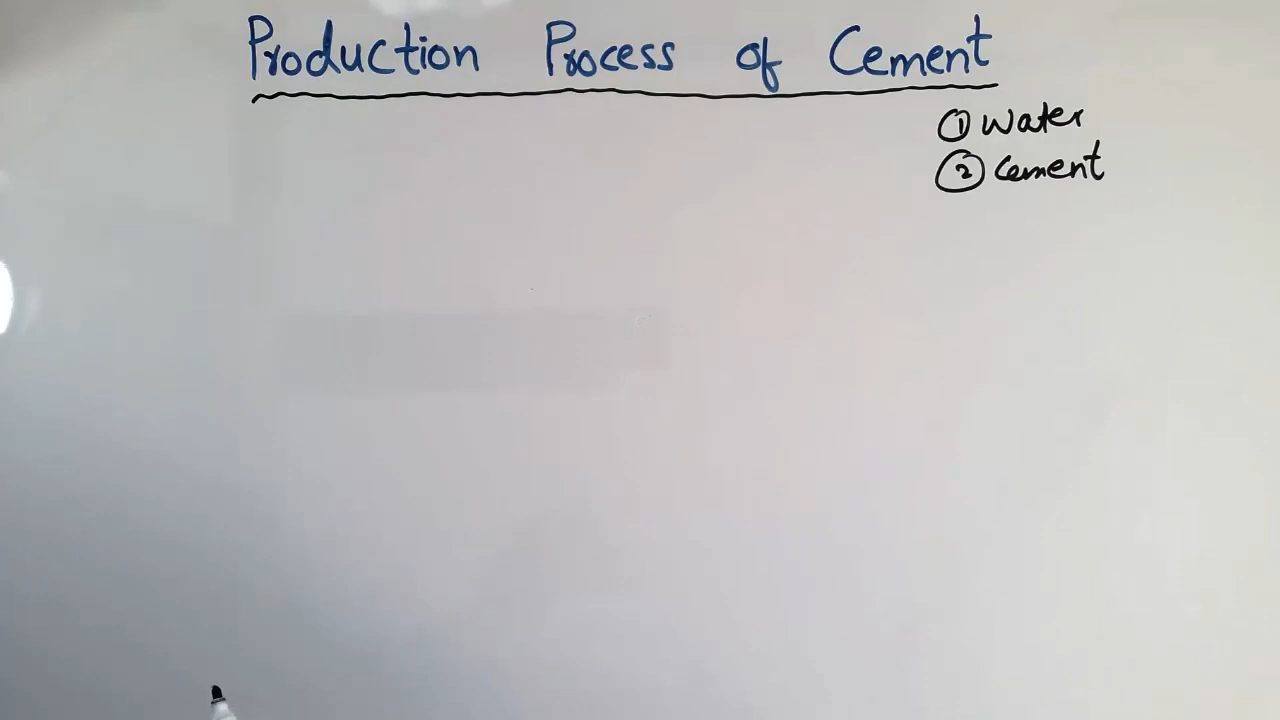 Production Process of Cement
① Water
② Cement